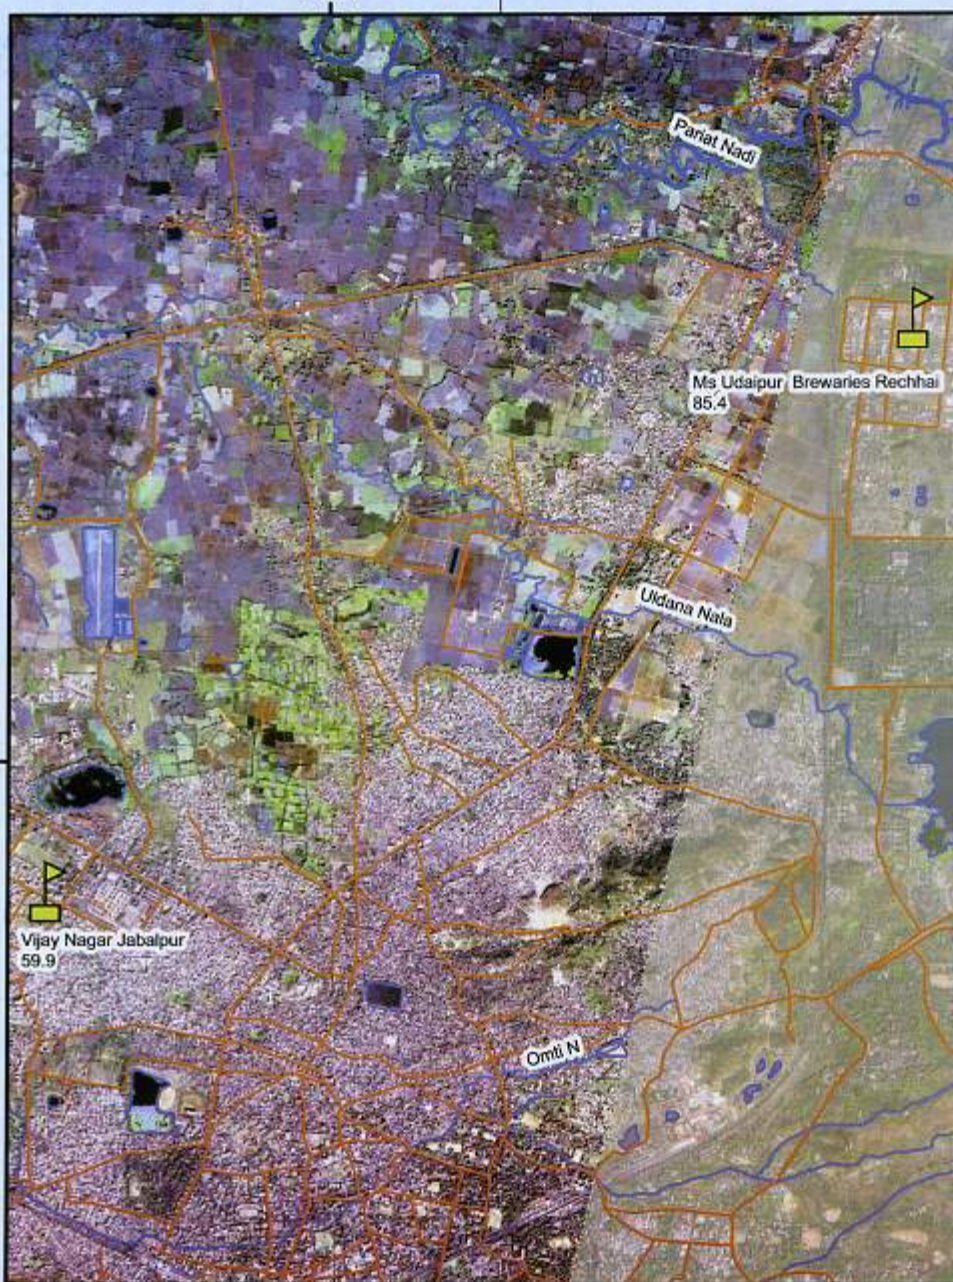 Pariat Nadi
Ms Udaipur Brewaries Rechhai
85.4
Uldana Nala
Vijay Nagar Jabalpur
59.9
Omti N